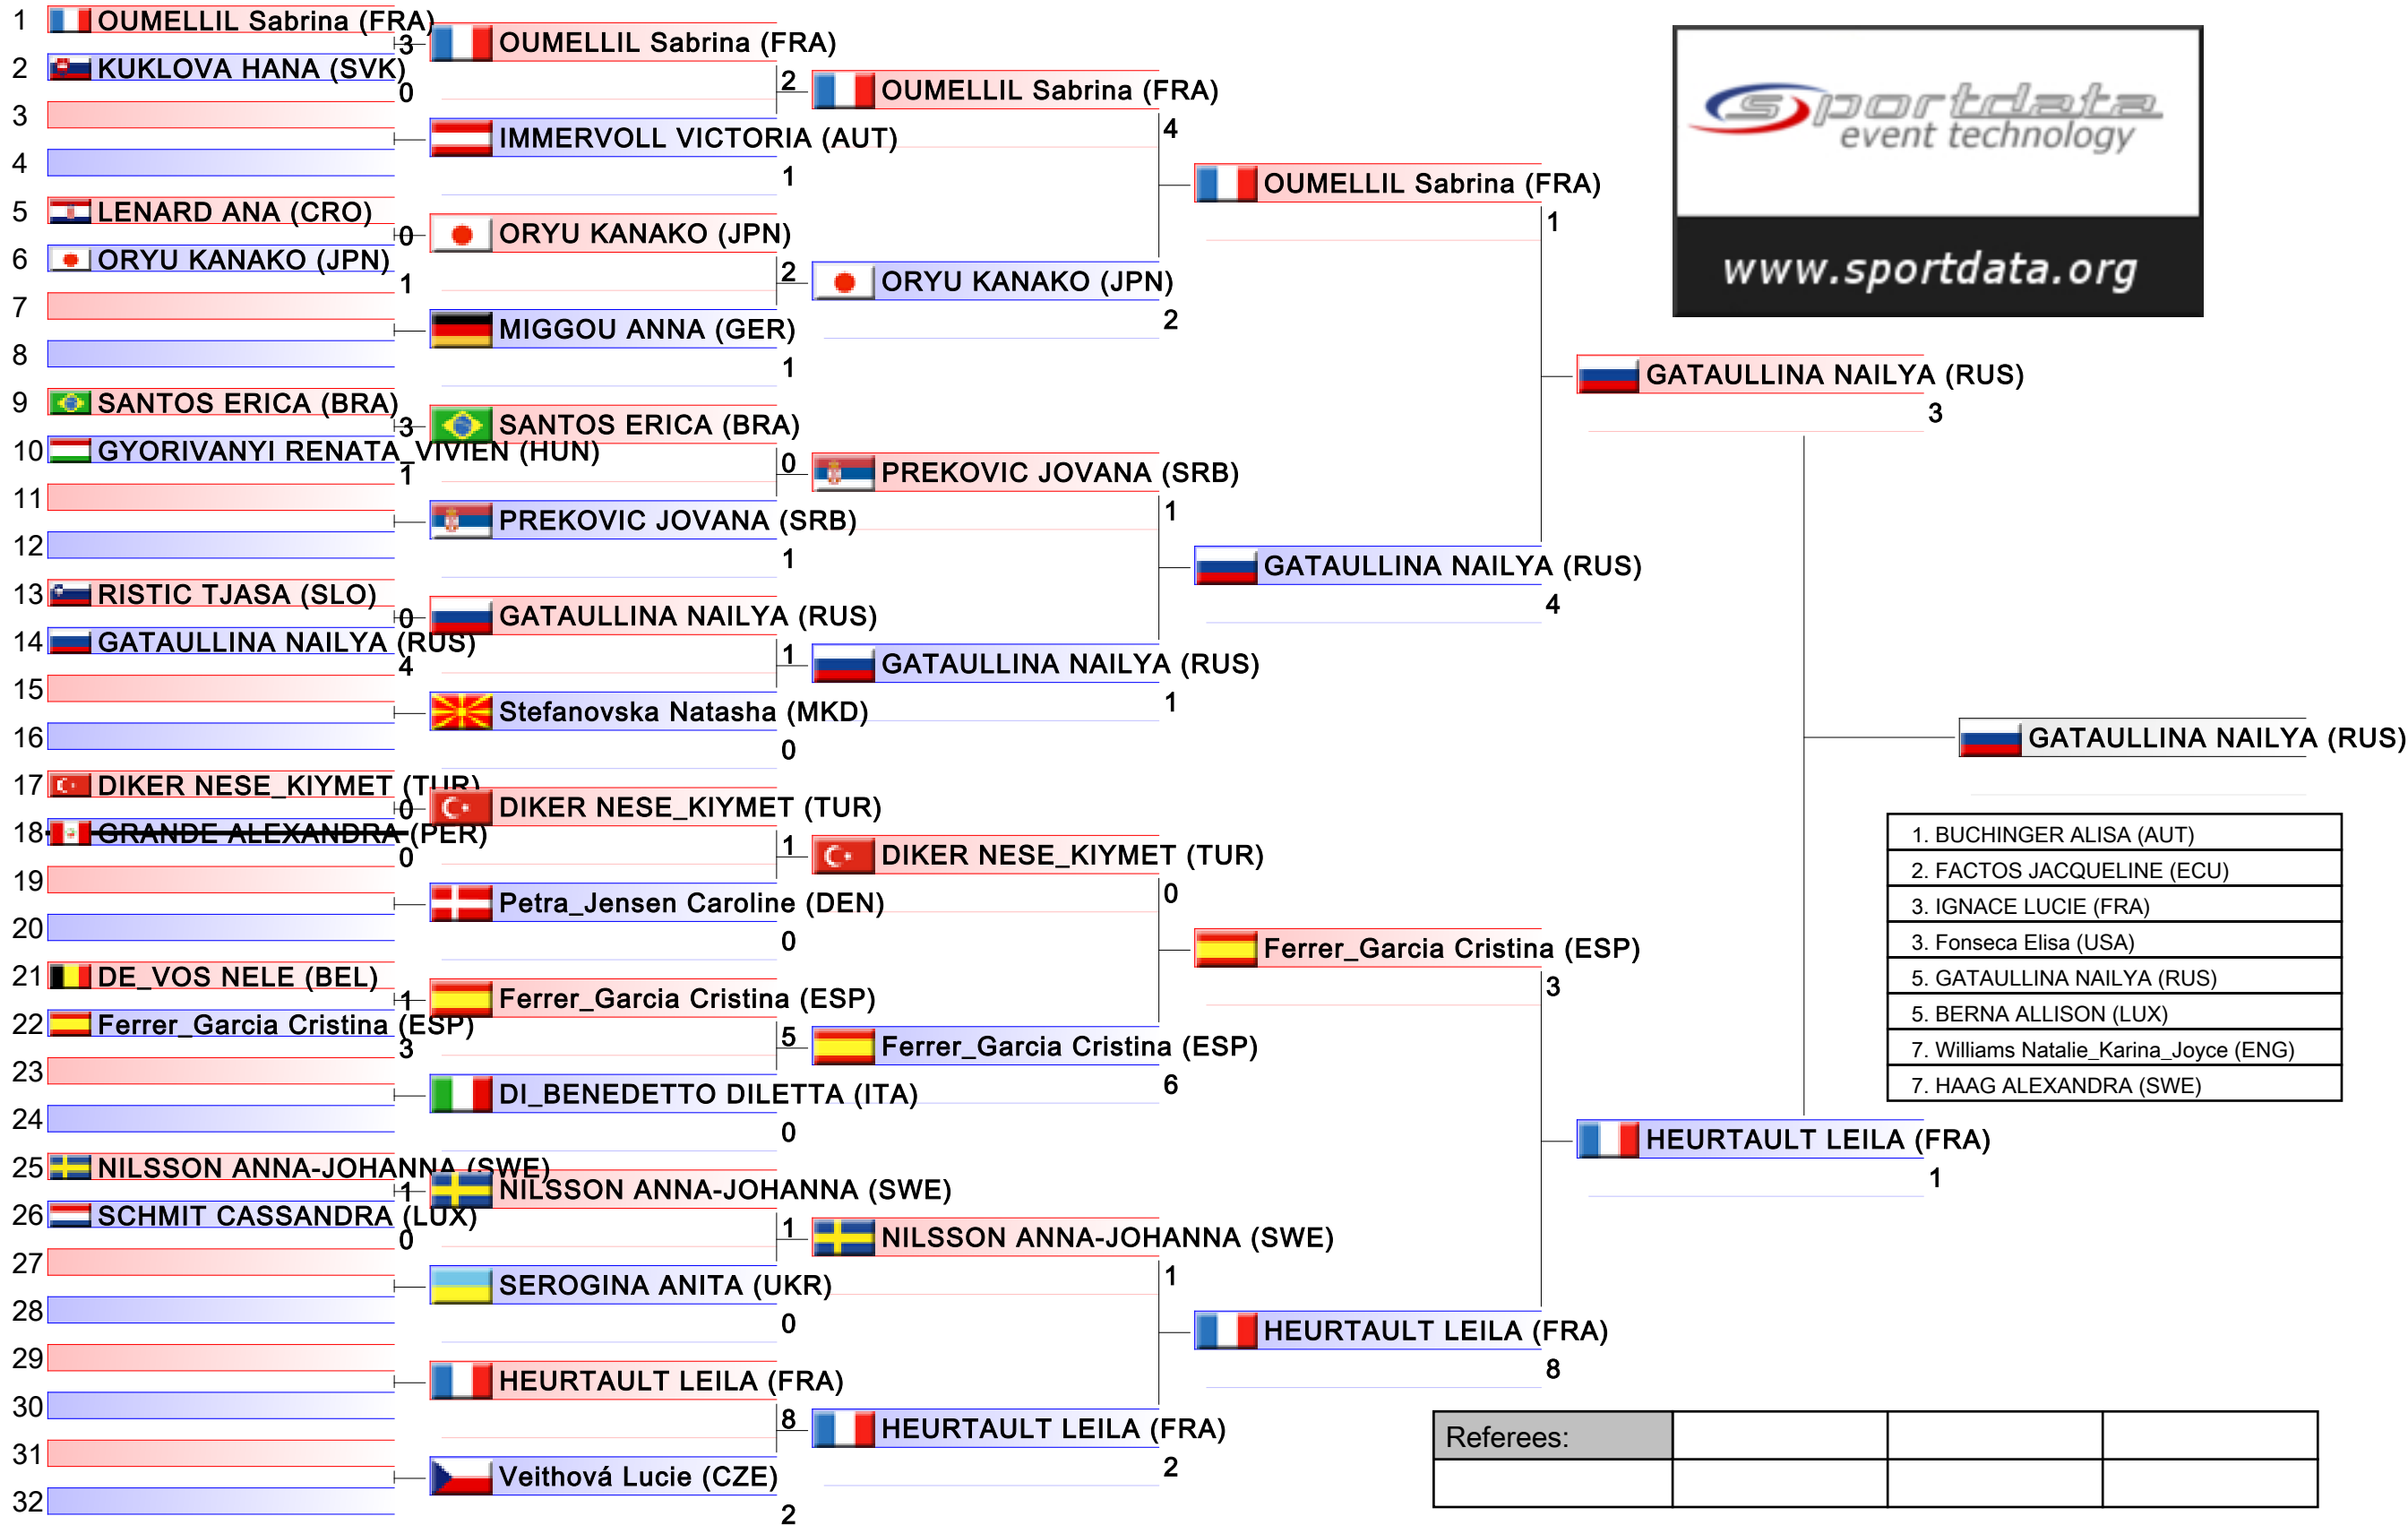 1 OUMELLIL Sabrina (FRA)
3
2 KUKLOVA HANA (SVK)
0
3
4
5 LENARD ANA (CRO)
0
6 ORYU KANAKO (JPN)
1
7
8
9 SANTOS ERICA (BRA)
3
10 GYORIVANYI RENATA_VIVIEN (HUN)
1
11
12
13 RISTIC TJASA (SLO)
0
14 GATAULLINA NAILYA (RUS)
4
15
16
17 DIKER NESE_KIYMET (TUR)
0
18 GRANDE ALEXANDRA (PER)
0
19
20
21 DE_VOS NELE (BEL)
1
22 Ferrer_Garcia Cristina (ESP)
3
23
24
25 NILSSON ANNA-JOHANNA (SWE)
1
26 SCHMIT CASSANDRA (LUX)
0
27
28
29
30
31
32
OUMELLIL Sabrina (FRA)
2
IMMERVOLL VICTORIA (AUT)
1
ORYU KANAKO (JPN)
2
MIGGOU ANNA (GER)
1
SANTOS ERICA (BRA)
0
PREKOVIC JOVANA (SRB)
1
GATAULLINA NAILYA (RUS)
1
Stefanovska Natasha (MKD)
0
DIKER NESE_KIYMET (TUR)
1
Petra_Jensen Caroline (DEN)
0
Ferrer_Garcia Cristina (ESP)
5
DI_BENEDETTO DILETTA (ITA)
0
NILSSON ANNA-JOHANNA (SWE)
1
SEROGINA ANITA (UKR)
0
HEURTAULT LEILA (FRA)
8
Veithová Lucie (CZE)
2
OUMELLIL Sabrina (FRA)
4
ORYU KANAKO (JPN)
2
PREKOVIC JOVANA (SRB)
1
GATAULLINA NAILYA (RUS)
1
DIKER NESE_KIYMET (TUR)
0
Ferrer_Garcia Cristina (ESP)
6
NILSSON ANNA-JOHANNA (SWE)
1
HEURTAULT LEILA (FRA)
2
OUMELLIL Sabrina (FRA)
1
GATAULLINA NAILYA (RUS)
4
Ferrer_Garcia Cristina (ESP)
3
HEURTAULT LEILA (FRA)
8
GATAULLINA NAILYA (RUS)
3
HEURTAULT LEILA (FRA)
1
GATAULLINA NAILYA (RUS)
sportdata
event technology
www.sportdata.org
1. BUCHINGER ALISA (AUT)
2. FACTOS JACQUELINE (ECU)
3. IGNACE LUCIE (FRA)
3. Fonseca Elisa (USA)
5. GATAULLINA NAILYA (RUS)
5. BERNA ALLISON (LUX)
7. Williams Natalie_Karina_Joyce (ENG)
7. HAAG ALEXANDRA (SWE)
Referees: